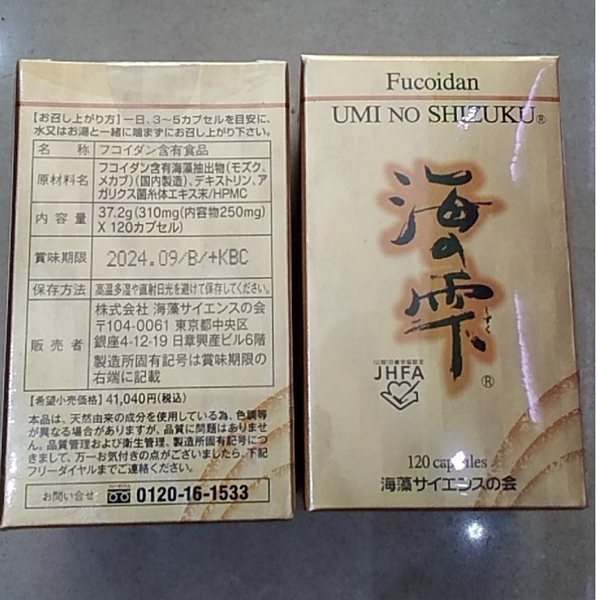 【お召し上がり方】一日、3〜5カプセルを目安に、
水又はお湯と一緒に噛まずにお召し上がり下さい。
名 称 フコイダン含有食品
原材料名 フコイダン含有海藻抽出物(モズク、
メカブ)(国内製造)、デキストリン、ア
ガリクス菌糸体エキス末/HPMC
内 容 量 37.2g(310mg(内容物250mg)
X 120カプセル)
賞味期限 2024.09/B/+KBC
保存方法 高温多湿や直射日光を避けて保存してください。
販 売 者 株式会社 海藻サイエンスの会
〒104-0061 東京都中央区
銀座4-12-19 日章興産ビル6階
製造所固有記号は賞味期限の
右端に記載
【希望小売価格】41,040円(税込)
本品は、天然由来の成分を使用している為、色調等
が異なる場合がありますが、品質に問題はありませ
ん。品質管理および衛生管理、製造所固有記号につ
きまして、万一お気付きの点がございましたら、下記
フリーダイヤルまでご連絡ください。
お問い合せ 0120-16-1533
Fucoidan
UMI NO SHIZUKU®
海の雫
しずく
®
JHFA
120 capsules
海藻サイエンスの会